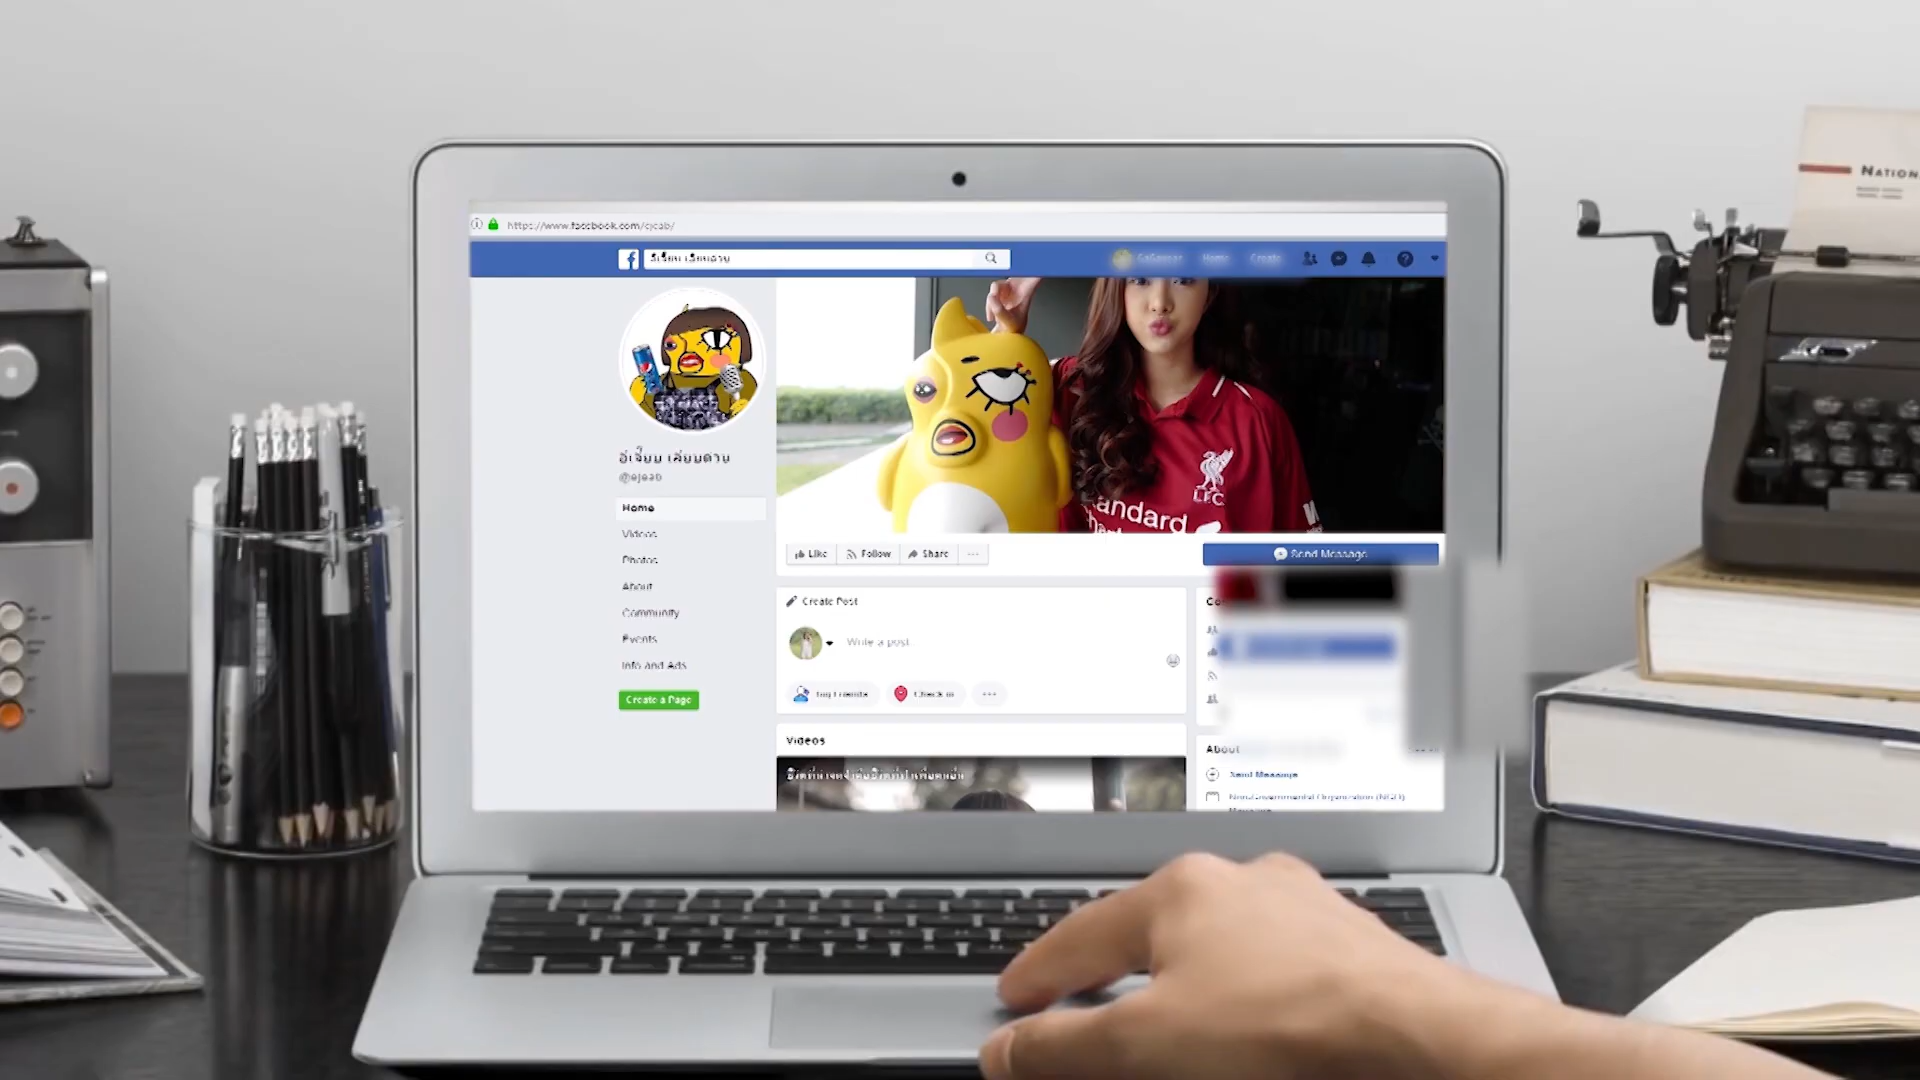 https://www.facebook.com/ejeab/
อีเจี๊ยบ เลียบด่วน
Home
Create
อีเจี๊ยบ เลียบด่วน
@ejeab
Home
Videos
Photos
About
Community
Events
Info and Ads
Create a Page
LFC
andard
Like
Follow
Share
Send Message
Create Post
Write a post...
Tag Friends
Check in
Videos
About
Send Message
Non-Governmental Organization (NGO)
NATION